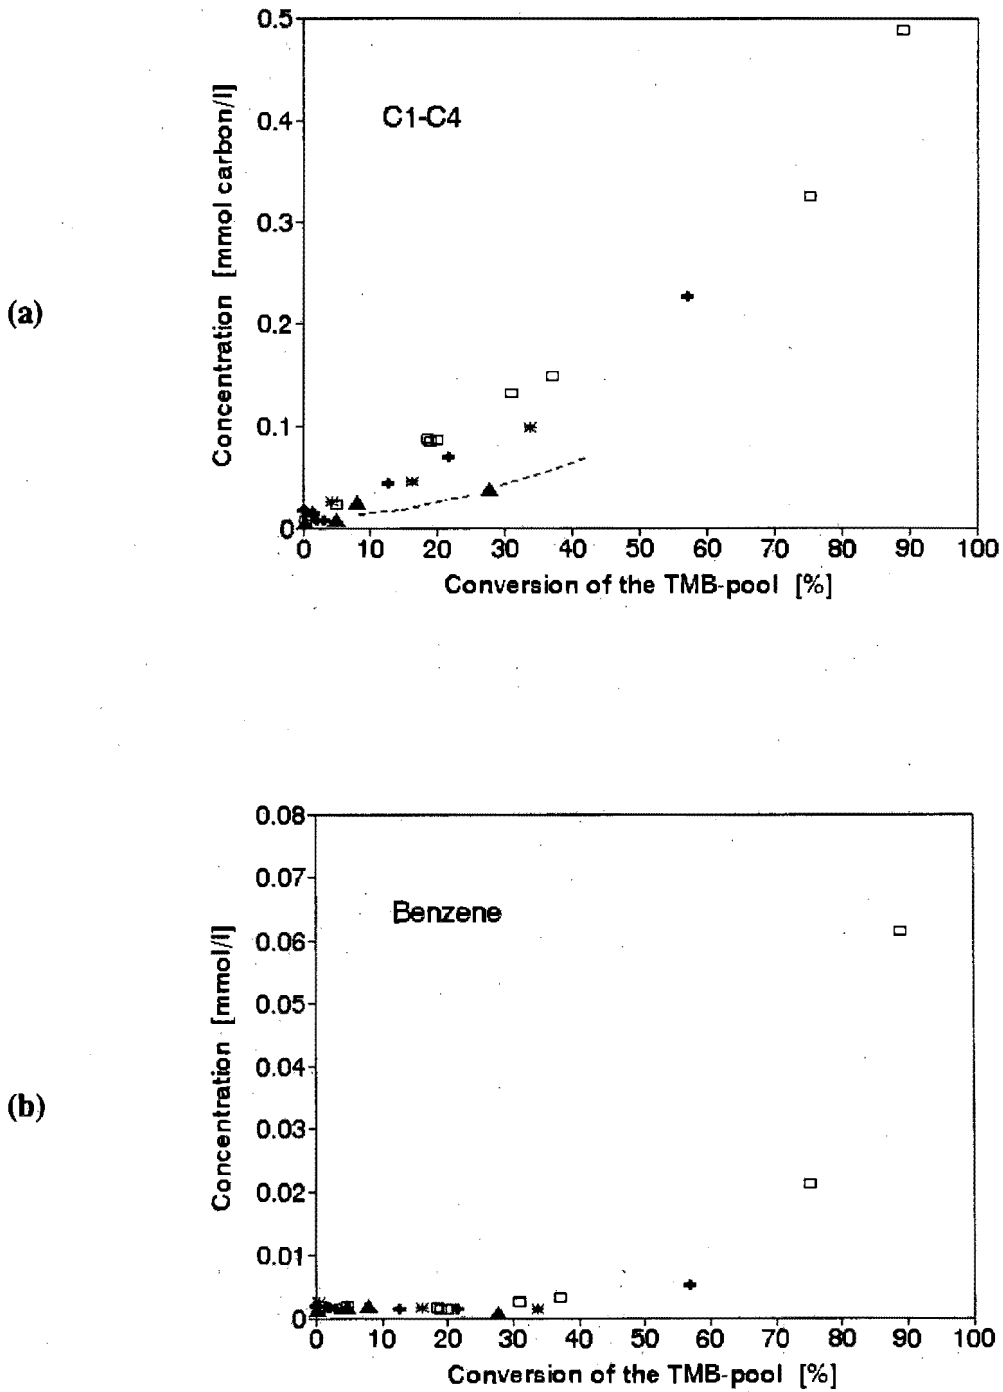 (a)
Concentration [mmol carbon/l]
0.5
0.4
0.3
0.2
0.1
0
C1-C4
0 10 20 30 40 50 60 70 80 90 100
Conversion of the TMB-pool [%]
(b)
Concentration [mmol/l]
0.08
0.07
0.06
0.05
0.04
0.03
0.02
0.01
0
Benzene
0 10 20 30 40 50 60 70 80 90 100
Conversion of the TMB-pool [%]